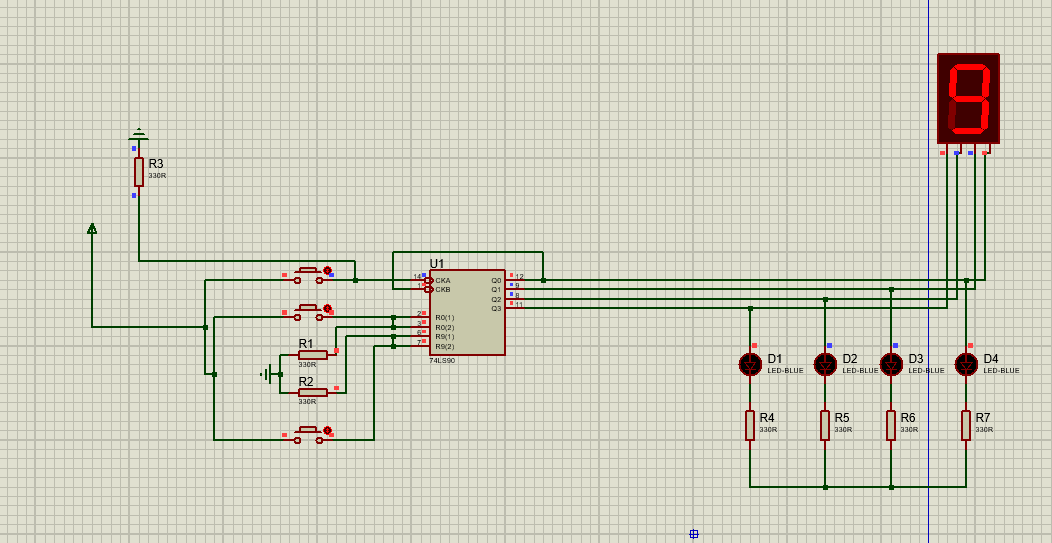 9
R3
330R
U1
14 CKA Q0 12
1 CKB Q1 9
Q2 8
Q3 11
2 R0(1)
3 R0(2)
6 R9(1)
7 R9(2)
74LS90
R1
330R
R2
330R
D1
LED-BLUE
D2
LED-BLUE
D3
LED-BLUE
D4
LED-BLUE
R4
330R
R5
330R
R6
330R
R7
330R